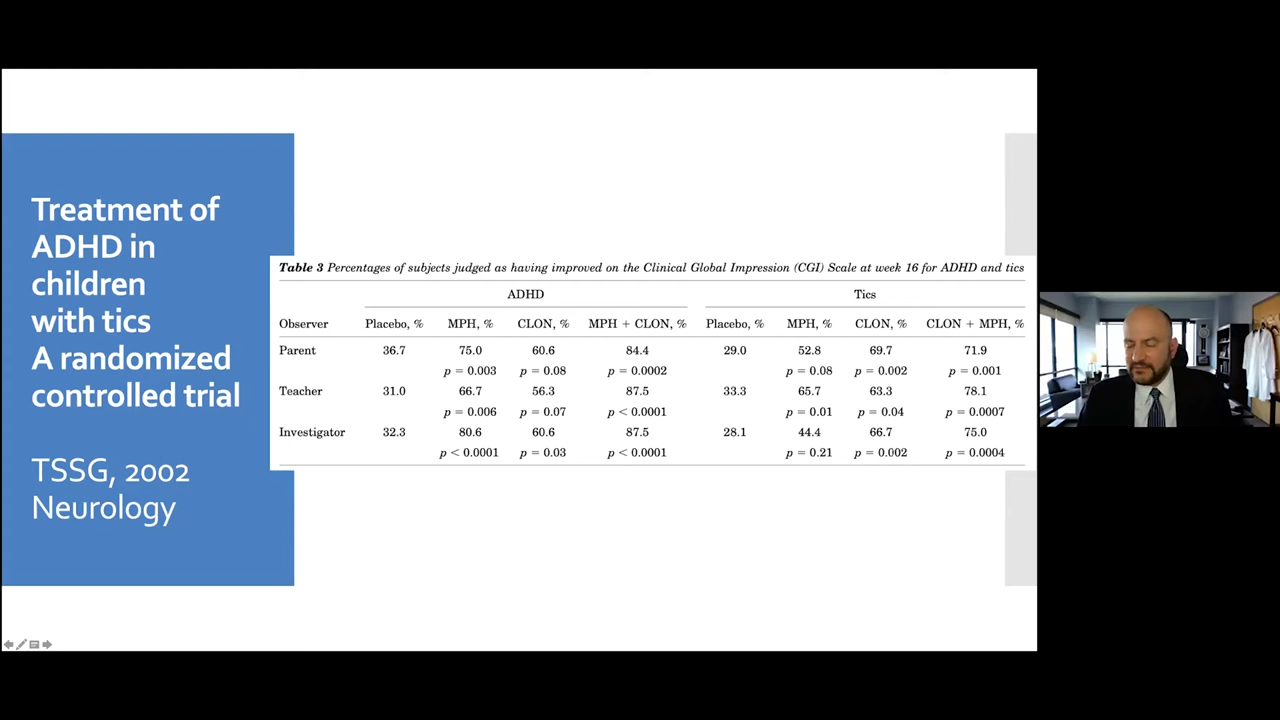 Treatment of
ADHD in
children
with tics
A randomized
controlled trial
TSSG, 2002
Neurology
Table 3 Percentages of subjects judged as having improved on the Clinical Global Impression (CGI) Scale at week 16 for ADHD and tics
ADHD Tics
Observer Placebo, % MPH, % CLON, % MPH + CLON, % Placebo, % MPH, % CLON, % CLON + MPH, %
Parent 36.7 75.0 60.6 84.4 29.0 52.8 69.7 71.9
p = 0.003 p = 0.08 p = 0.0002 p = 0.08 p = 0.002 p = 0.001
Teacher 31.0 66.7 56.3 87.5 33.3 65.7 63.3 78.1
p = 0.006 p = 0.07 p < 0.0001 p = 0.01 p = 0.04 p = 0.0007
Investigator 32.3 80.6 60.6 87.5 28.1 44.4 66.7 75.0
p < 0.0001 p = 0.03 p < 0.0001 p = 0.21 p = 0.002 p = 0.0004